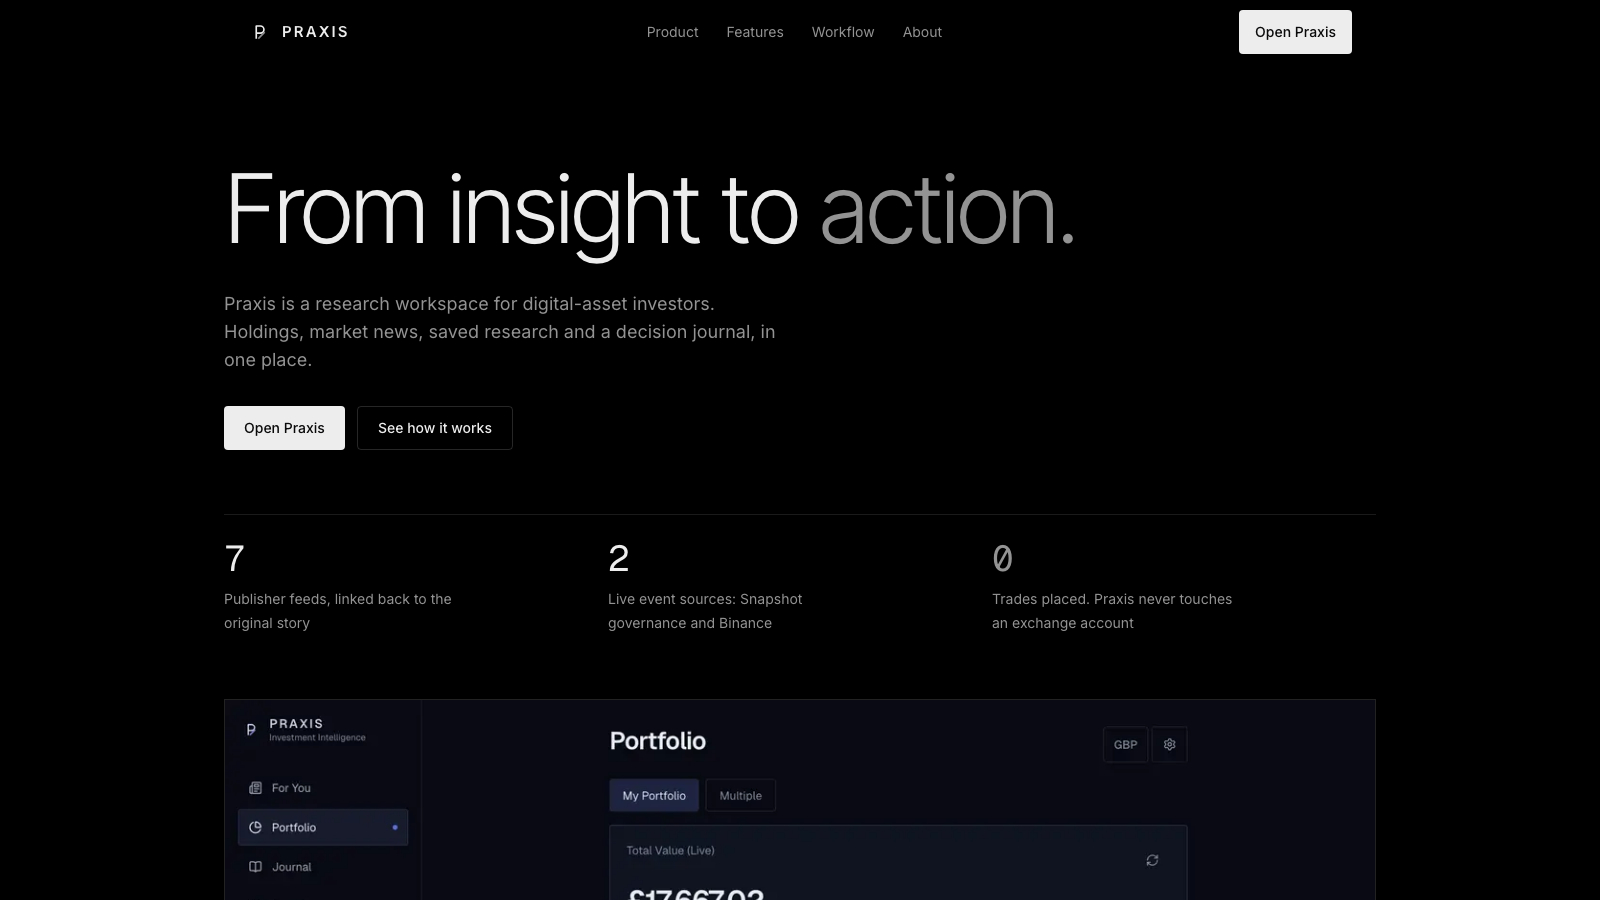 PRAXIS
Product
Features
Workflow
About
Open Praxis
From insight to action.
Praxis is a research workspace for digital-asset investors.
Holdings, market news, saved research and a decision journal, in
one place.
Open Praxis
See how it works
7
Publisher feeds, linked back to the
original story
2
Live event sources: Snapshot
governance and Binance
0
Trades placed. Praxis never touches
an exchange account
PRAXIS
Investment Intelligence
For You
Portfolio
Journal
Portfolio
GBP
My Portfolio
Multiple
Total Value (Live)